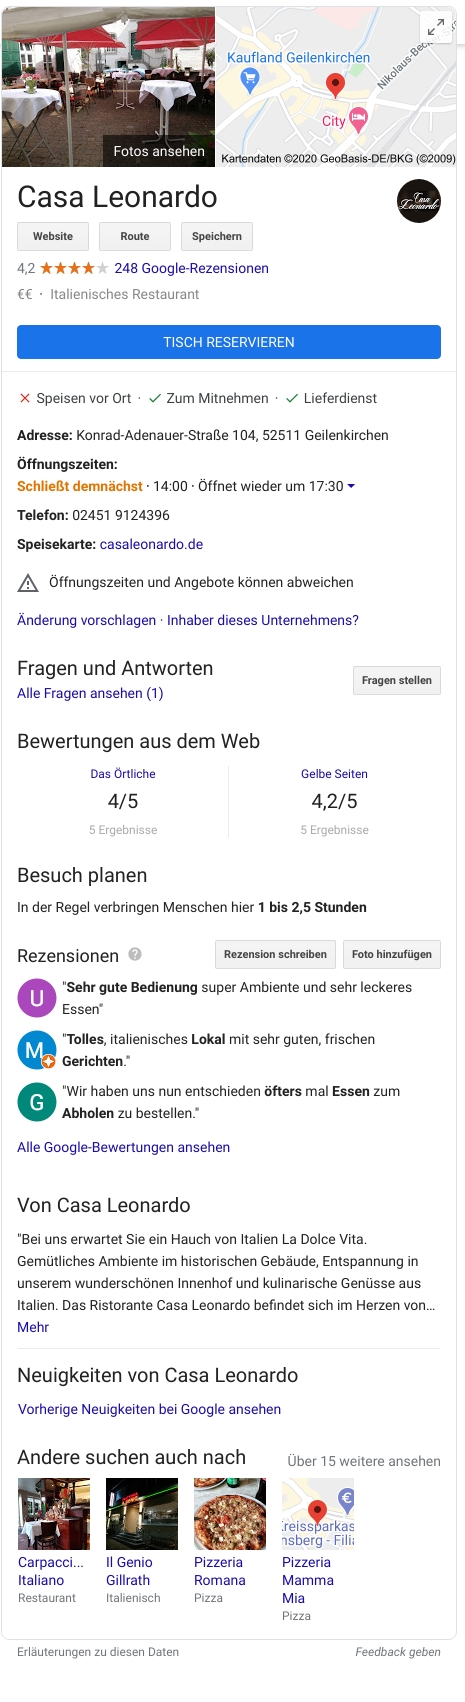 Kaufland Geilenkirchen
City
Fotos ansehen
Kartendaten ©2020 GeoBasis-DE/BKG (©2009)
Casa Leonardo
Casa
Leonardo
Website
Route
Speichern
4,2 248 Google-Rezensionen
€€ · Italienisches Restaurant
TISCH RESERVIEREN
Speisen vor Ort · Zum Mitnehmen · Lieferdienst
Adresse: Konrad-Adenauer-Straße 104, 52511 Geilenkirchen
Öffnungszeiten:
Schließt demnächst · 14:00 · Öffnet wieder um 17:30
Telefon: 02451 9124396
Speisekarte: casaleonardo.de
Öffnungszeiten und Angebote können abweichen
Änderung vorschlagen · Inhaber dieses Unternehmens?
Fragen und Antworten
Alle Fragen ansehen (1)
Fragen stellen
Bewertungen aus dem Web
Das Örtliche
Gelbe Seiten
4/5
4,2/5
5 Ergebnisse
5 Ergebnisse
Besuch planen
In der Regel verbringen Menschen hier 1 bis 2,5 Stunden
Rezensionen ?
Rezension schreiben
Foto hinzufügen
U
"Sehr gute Bedienung super Ambiente und sehr leckeres
Essen"
M
"Tolles, italienisches Lokal mit sehr guten, frischen
Gerichten."
G
"Wir haben uns nun entschieden öfters mal Essen zum
Abholen zu bestellen."
Alle Google-Bewertungen ansehen
Von Casa Leonardo
"Bei uns erwartet Sie ein Hauch von Italien La Dolce Vita.
Gemütliches Ambiente im historischen Gebäude, Entspannung in
unserem wunderschönen Innenhof und kulinarische Genüsse aus
Italien. Das Ristorante Casa Leonardo befindet sich im Herzen von…
Mehr
Neuigkeiten von Casa Leonardo
Vorherige Neuigkeiten bei Google ansehen
Andere suchen auch nach
Über 15 weitere ansehen
Carpacci...
Italiano
Restaurant
Il Genio
Gillrath
Italienisch
Pizzeria
Romana
Pizza
Pizzeria
Mamma
Mia
Pizza
Erläuterungen zu diesen Daten
Feedback geben